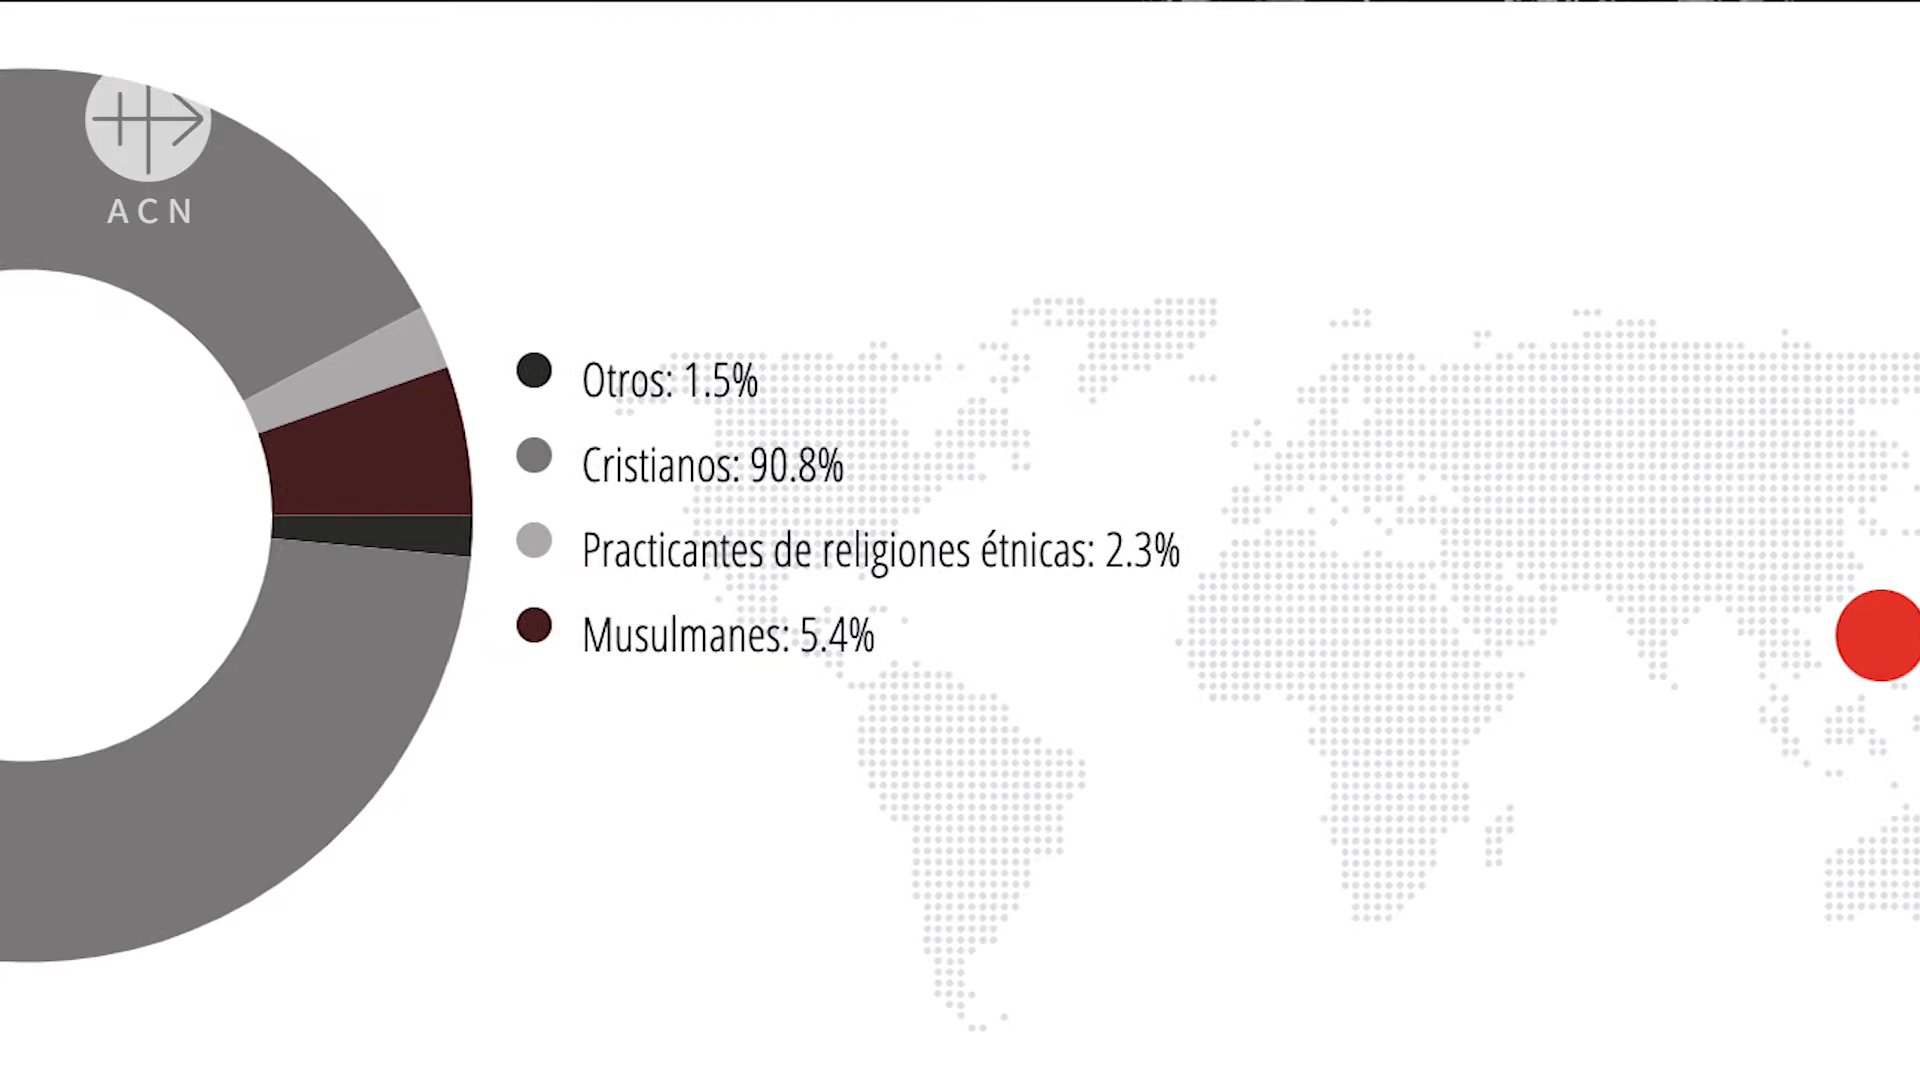 ACN
Otros: 1.5%
Cristianos: 90.8%
Practicantes de religiones étnicas: 2.3%
Musulmanes: 5.4%